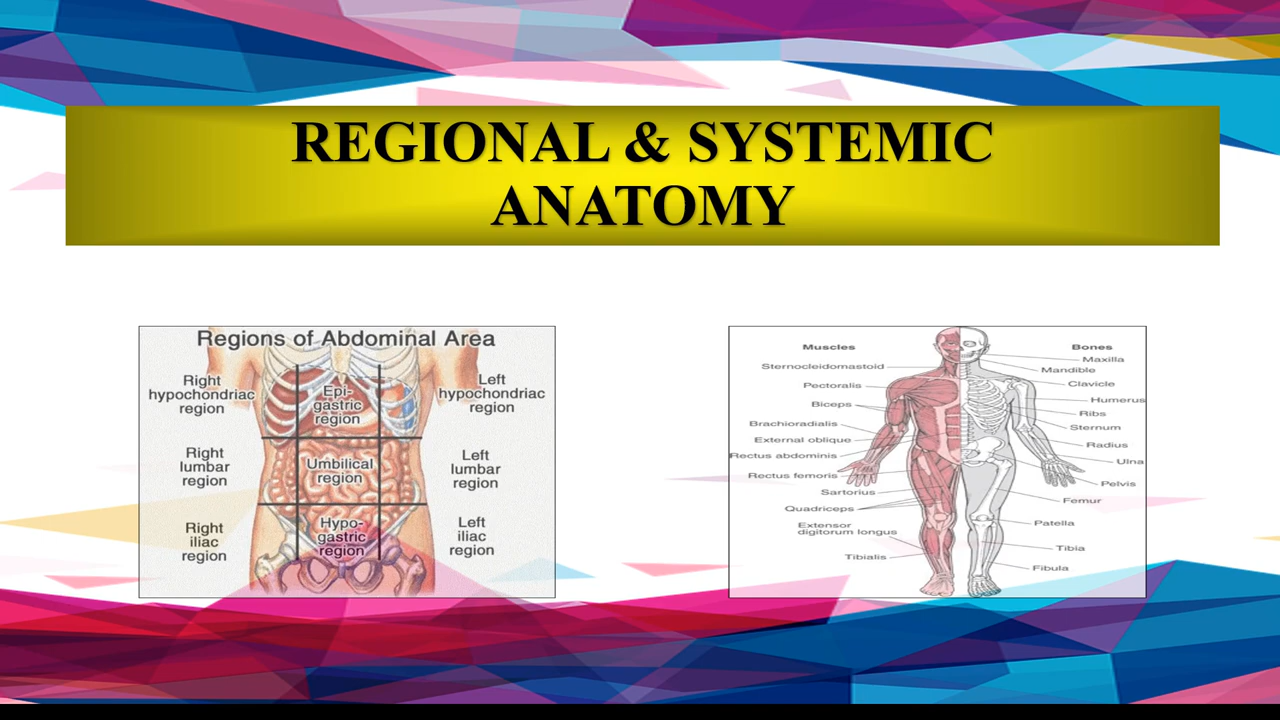 REGIONAL & SYSTEMIC
ANATOMY
Regions of Abdominal Area
Right
hypochondriac
region
Epi-
gastric
region
Left
hypochondriac
region
Right
lumbar
region
Umbilical
region
Left
lumbar
region
Right
iliac
region
Hypo-
gastric
region
Left
iliac
region
Muscles
Sternocleidomastoid
Pectoralis
Biceps
Brachioradialis
External oblique
Rectus abdominis
Rectus femoris
Sartorius
Quadriceps
Extensor
digitorum longus
Tibialis
Bones
Maxilla
Mandible
Clavicle
Humerus
Ribs
Sternum
Radius
Ulna
Pelvis
Femur
Patella
Tibia
Fibula